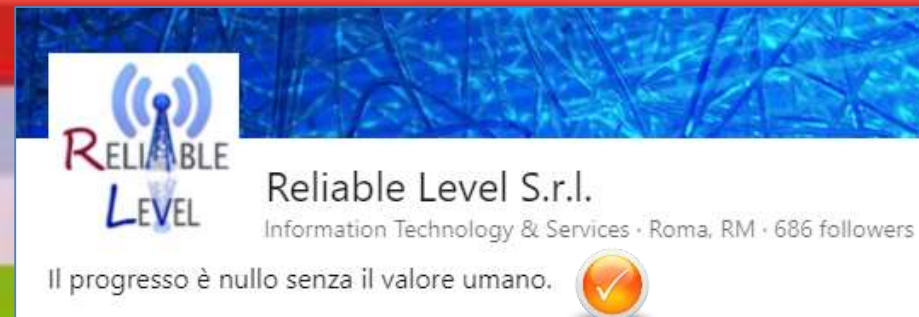 RELIABLE
LEVEL
Reliable Level S.r.l.
Information Technology & Services · Roma, RM · 686 followers
Il progresso è nullo senza il valore umano.